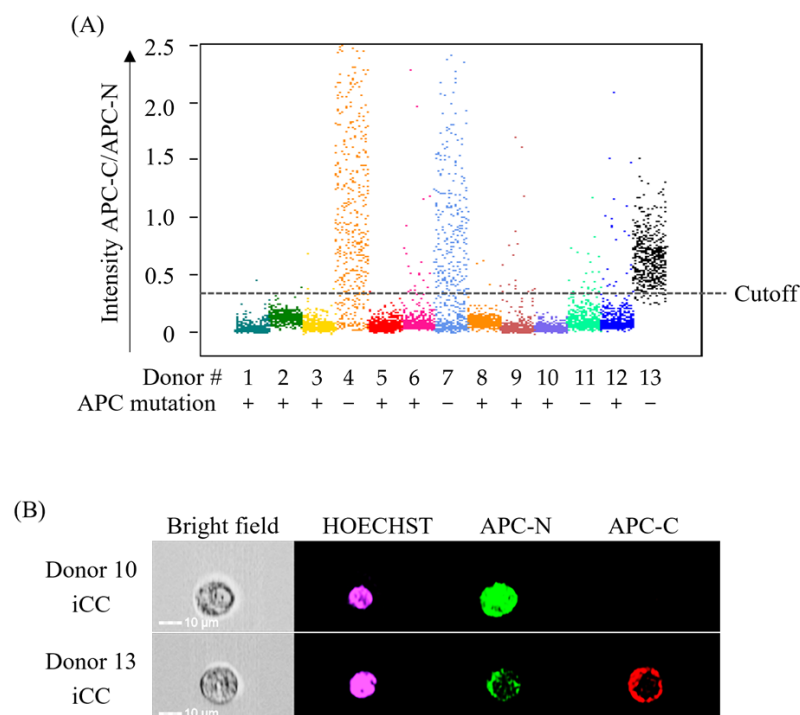 (A)
Intensity APC-C/APC-N
2.5
2.0
1.5
1.0
0.5
0
Cutoff
Donor # 1 2 3 4 5 6 7 8 9 10 11 12 13
APC mutation + + + − + + − + + + − + −
(B)
Bright field HOECHST APC-N APC-C
Donor 10
iCC
10 μm
Donor 13
iCC
10 μm